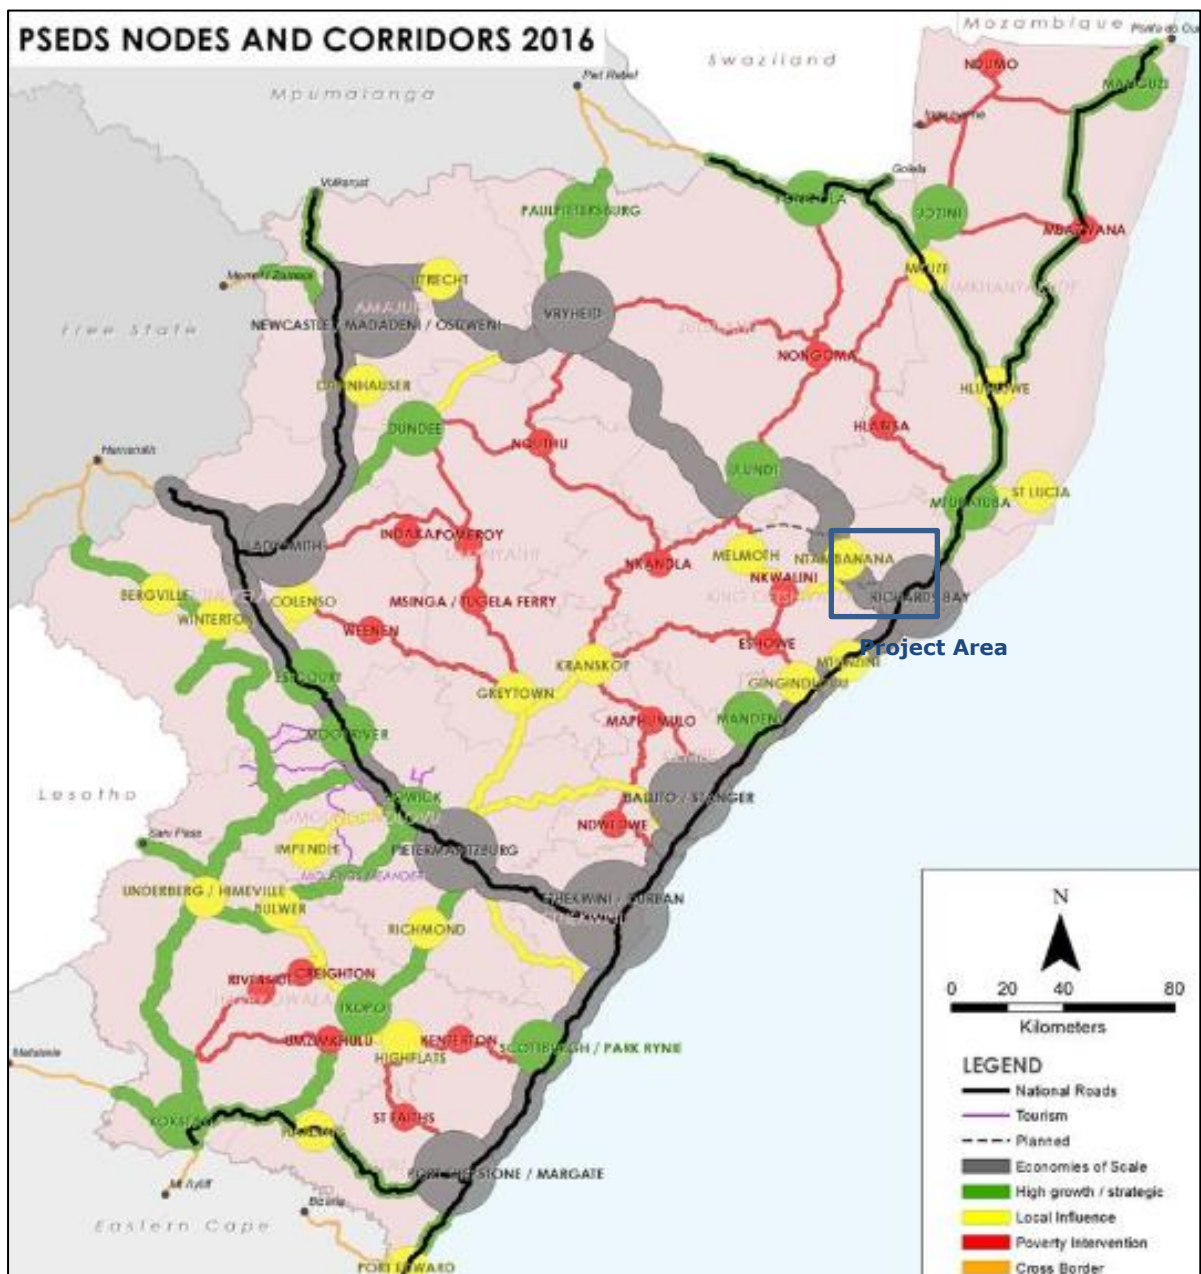 PSEDS NODES AND CORRIDORS 2016
Mozambique
Swaziland
Mpumalanga
Piet Retief
NDUMO
MANGUZI
Golela
Volksrust
PAULPIETERSBURG
JOZINI
MBAZWANA
UTRECHT
AMAJUBA
Free State
NEWCASTLE / MADADENI / OSIZWENI
VRYHEID
MKUZE
NONGOMA
DANNHAUSER
HLUHLUWE
DUNDEE
NQUTHU
HLABISA
ULUNDI
ST LUCIA
MTUBATUBA
LADYSMITH
INDAKA
POMEROY
NKANDLA
MELMOTH
NTAMBANANA
NKWALINI
BERGVILLE
COLENSO
MSINGA / TUGELA FERRY
RICHARDS BAY
WINTERTON
WEENEN
ESHOWE
Project Area
KRANSKOP
MTUNZINI
ESTCOURT
GREYTOWN
GINGINDLOVU
MOOI RIVER
MAPHUMULO
MANDENI
Lesotho
HOWICK
BALLITO / STANGER
Sani Pass
IMPENDLE
PIETERMARITZBURG
NDWEDWE
UNDERBERG / HIMEVILLE
BULWER
ETHEKWINI / DURBAN
RICHMOND
RIVERSIDE
CREIGHTON
IXOPO
UMZIMKHULU
HIGHFLATS
KENTERTON
SCOTTBURGH / PARK RYNIE
KOKSTAD
ST FAITHS
PORT SHEPSTONE / MARGATE
Eastern Cape
PORT EDWARD
N
0 20 40 80
Kilometers
LEGEND
National Roads
Tourism
Planned
Economies of Scale
High growth / strategic
Local Influence
Poverty Intervention
Cross Border